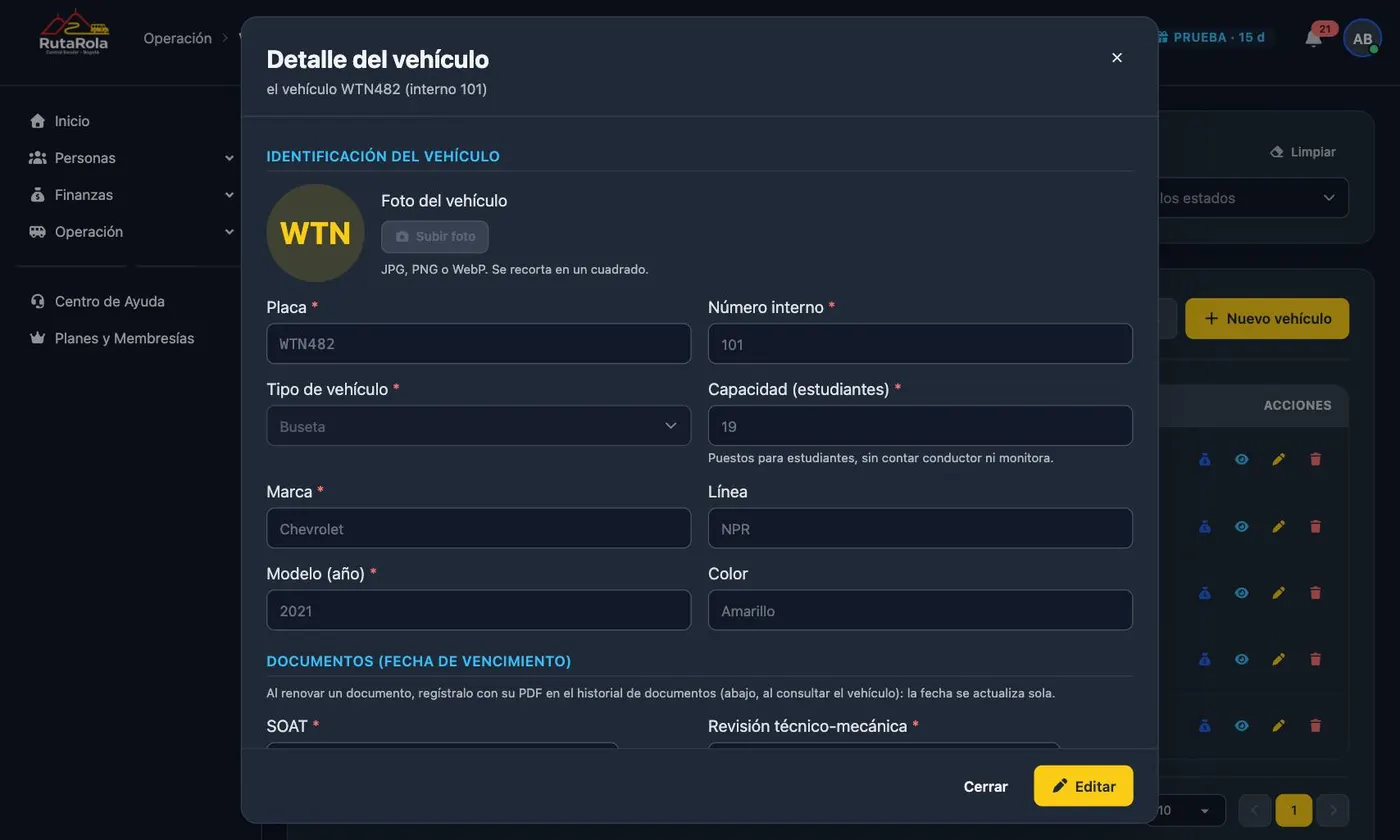 RutaRola
Operación
PRUEBA · 15 d
21
AB
Inicio
Personas
Finanzas
Operación
Centro de Ayuda
Planes y Membresías
Detalle del vehículo
el vehículo WTN482 (interno 101)
IDENTIFICACIÓN DEL VEHÍCULO
WTN
Foto del vehículo
Subir foto
JPG, PNG o WebP. Se recorta en un cuadrado.
Placa *
Número interno *
WTN482
101
Tipo de vehículo *
Capacidad (estudiantes) *
Buseta
19
Puestos para estudiantes, sin contar conductor ni monitora.
Marca *
Línea
Chevrolet
NPR
Modelo (año) *
Color
2021
Amarillo
DOCUMENTOS (FECHA DE VENCIMIENTO)
Al renovar un documento, regístralo con su PDF en el historial de documentos (abajo, al consultar el vehículo): la fecha se actualiza sola.
SOAT *
Revisión técnico-mecánica *
Cerrar
Editar
Limpiar
los estados
+ Nuevo vehículo
ACCIONES
10
1